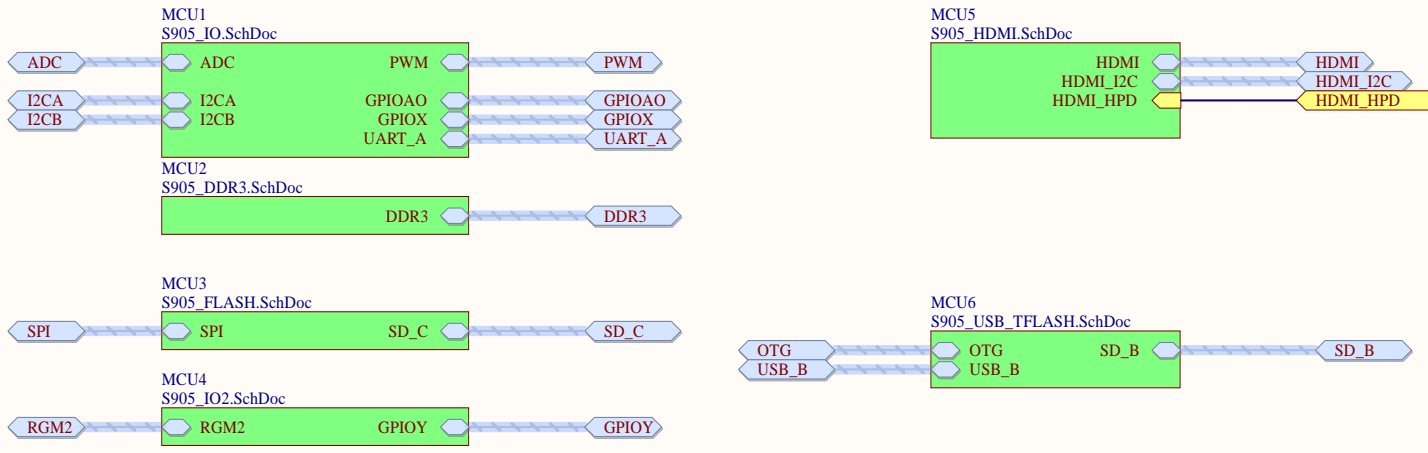 MCU1
S905_IO.SchDoc
ADC ADC PWM PWM
I2CA I2CA GPIOAO GPIOAO
I2CB I2CB GPIOX GPIOX
UART_A UART_A
MCU2
S905_DDR3.SchDoc
DDR3 DDR3
MCU3
S905_FLASH.SchDoc
SPI SPI SD_C SD_C
MCU4
S905_IO2.SchDoc
RGM2 RGM2 GPIOY GPIOY
MCU5
S905_HDMI.SchDoc
HDMI HDMI
HDMI_I2C HDMI_I2C
HDMI_HPD HDMI_HPD
MCU6
S905_USB_TFLASH.SchDoc
OTG OTG SD_B SD_B
USB_B USB_B